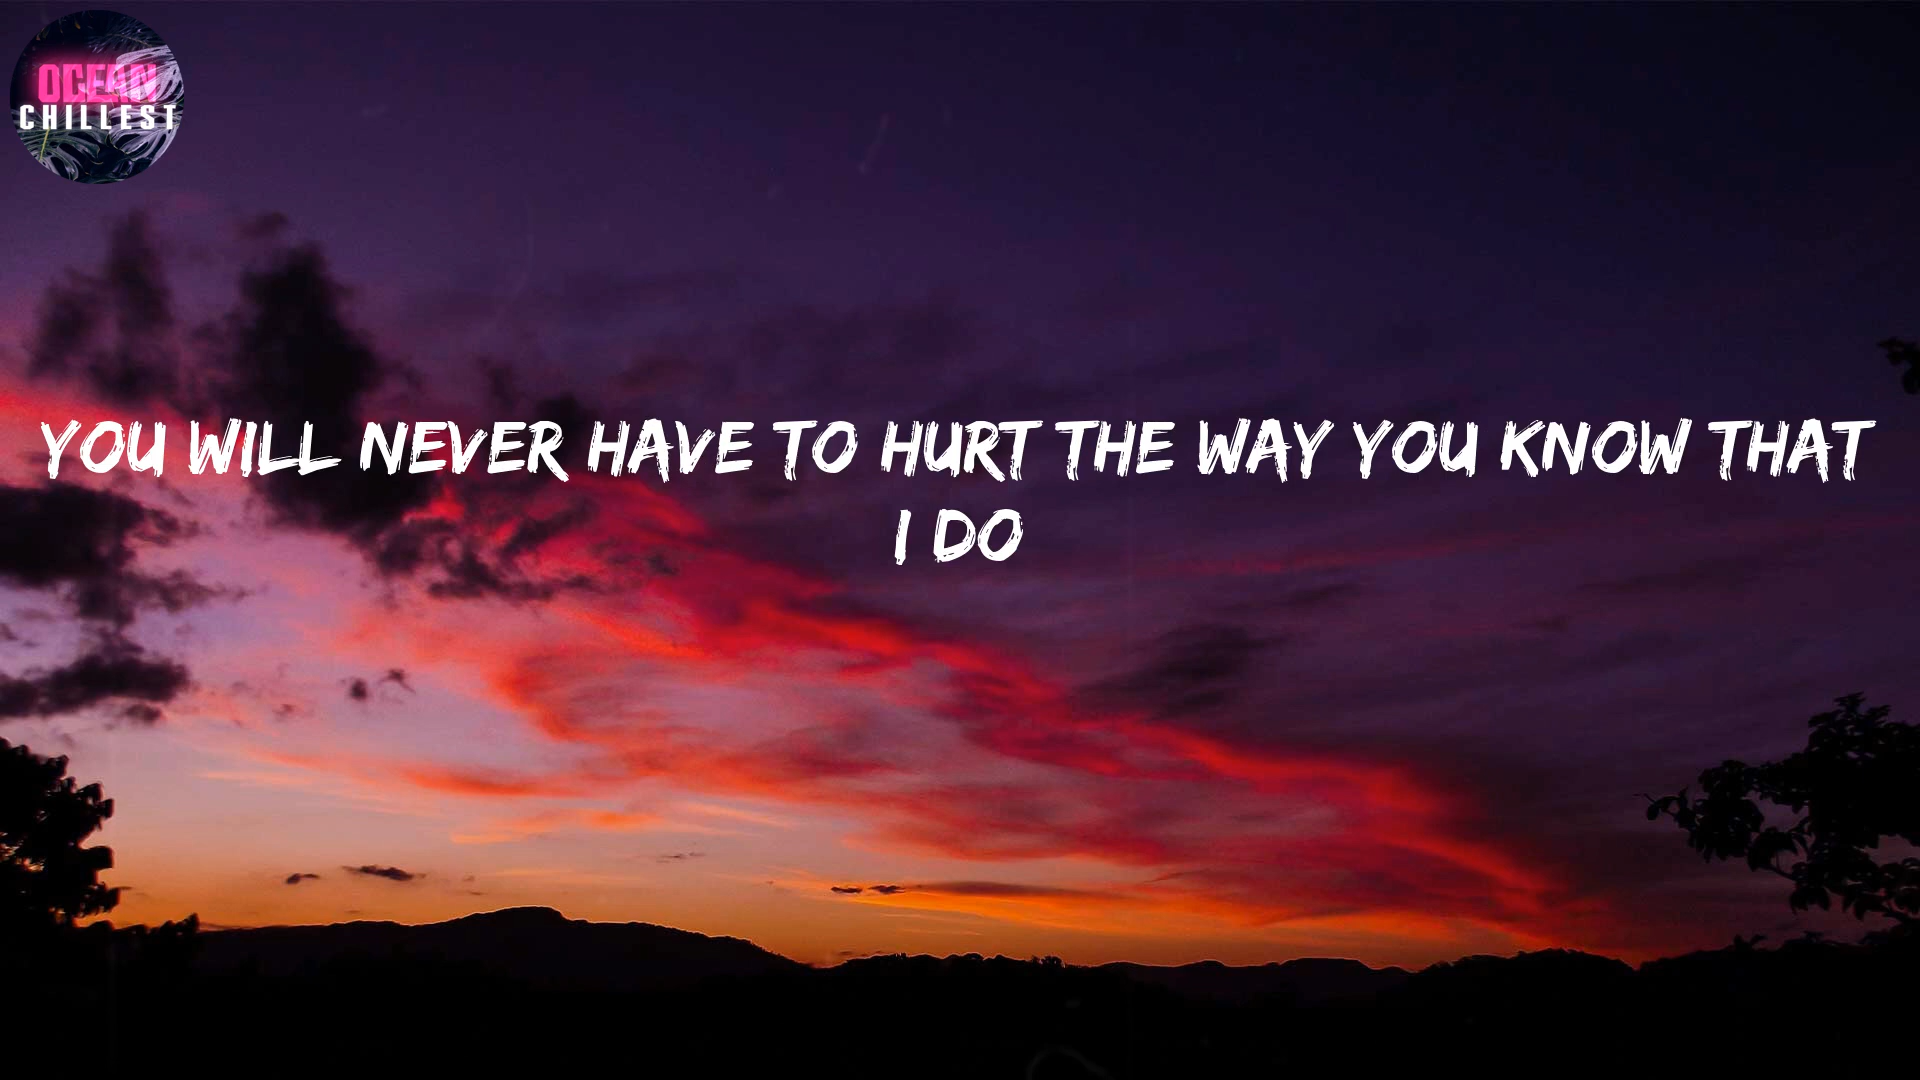 OCEAN
CHILLEST
YOU WILL NEVER HAVE TO HURT THE WAY YOU KNOW THAT
I DO